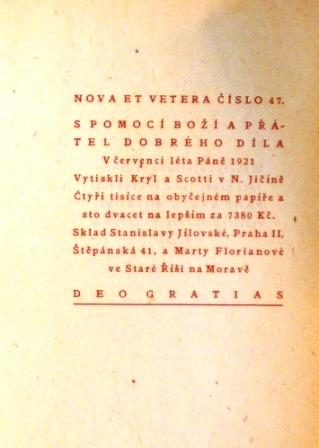 NOVA ET VETERA ČÍSLO 47.
S POMOCÍ BOŽÍ A PŘÁ-
TEL DOBRÉHO DÍLA
V červenci léta Páně 1921
Vytiskli Kryl a Scotti v N. Jičíně
Čtyři tisíce na obyčejném papíře a
sto dvacet na lepším za 7380 Kč.
Sklad Stanislavy Jílovské, Praha II,
Štěpánská 41, a Marty Florianové
ve Staré Říši na Moravě
DEO GRATIAS